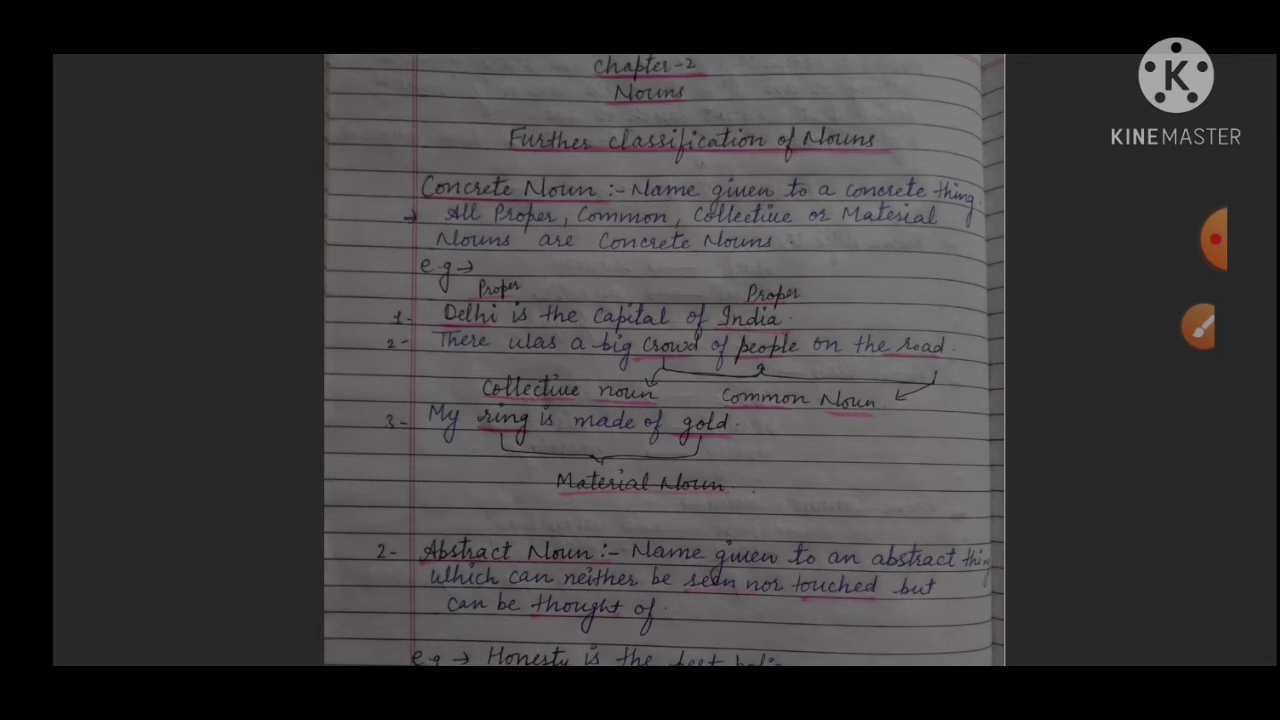 Chapter-2
Nouns
Further classification of Nouns
Concrete Noun :- Name given to a concrete thing.
→ All Proper, Common, Collective or Material
Nouns are Concrete Nouns.
e.g →
Proper Proper
1- Delhi is the capital of India.
2- There was a big crowd of people on the road.
Collective noun Common Noun
3- My ring is made of gold.
Material Noun
2- Abstract Noun :- Name given to an abstract
which can neither be seen nor touched but
can be thought of.
e.g → Honesty is the best
K
KINEMASTER